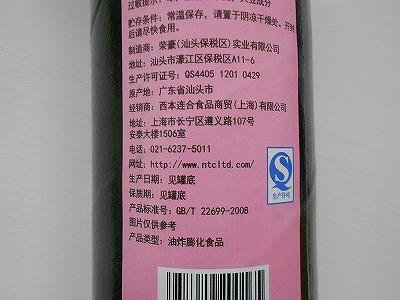 贮存条件: 常温保存, 请置于阴凉干燥处, 开封
后请尽快食用。
制造商: 荣豪(汕头保税区)实业有限公司
地址: 汕头市濠江区保税区A11-6
生产许可证号: QS4405 1201 0429
原产地: 广东省汕头市
经销商: 西本连合食品商贸(上海)有限公司
地址: 上海市长宁区遵义路107号
安泰大楼1506室
电话: 021-6237-5011
网址: http://www.ntcltd.com/
生产日期: 见罐底
保质期: 见罐底
产品标准号: GB/T 22699-2008
图片仅供参考
产品类型: 油炸膨化食品
生产许可